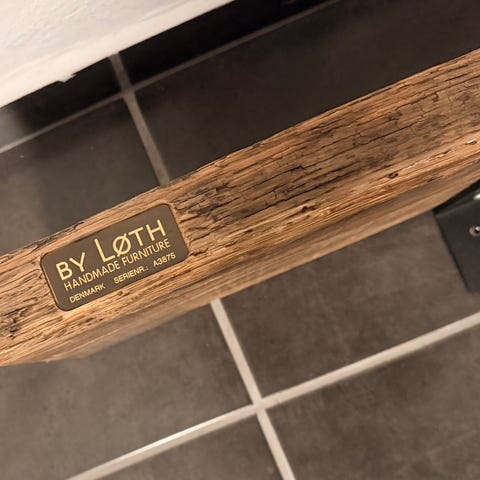 BY LØTH
HANDMADE FURNITURE
DENMARK SERIENR.: A3875